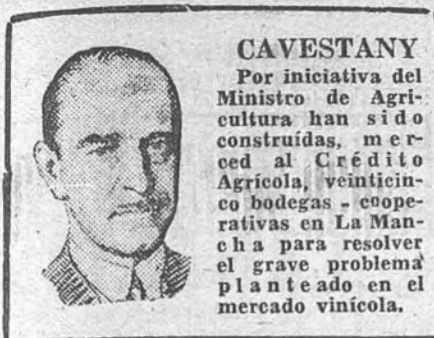 CAVESTANY
Por iniciativa del
Ministro de Agri-
cultura han sido
construídas, mer-
ced al Crédito
Agrícola, veinticin-
co bodegas - coope-
rativas en La Man-
cha para resolver
el grave problema
planteado en el
mercado vinícola.